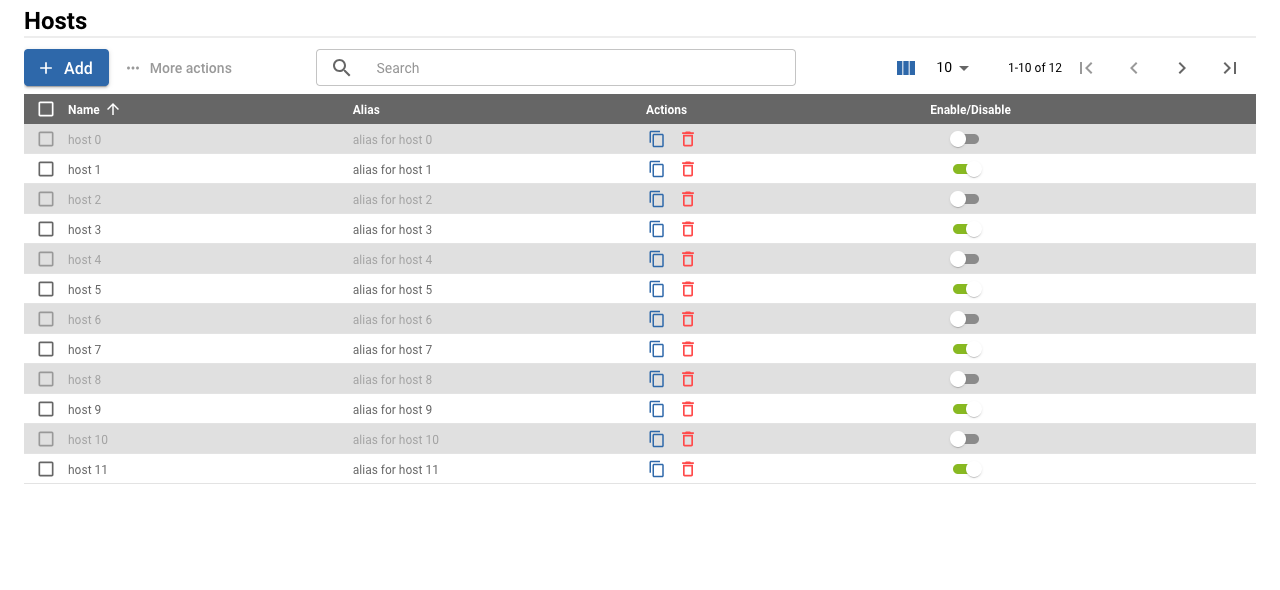 Hosts
Add More actions Search 10 1-10 of 12
Name Alias Actions Enable/Disable
host 0 alias for host 0
host 1 alias for host 1
host 2 alias for host 2
host 3 alias for host 3
host 4 alias for host 4
host 5 alias for host 5
host 6 alias for host 6
host 7 alias for host 7
host 8 alias for host 8
host 9 alias for host 9
host 10 alias for host 10
host 11 alias for host 11